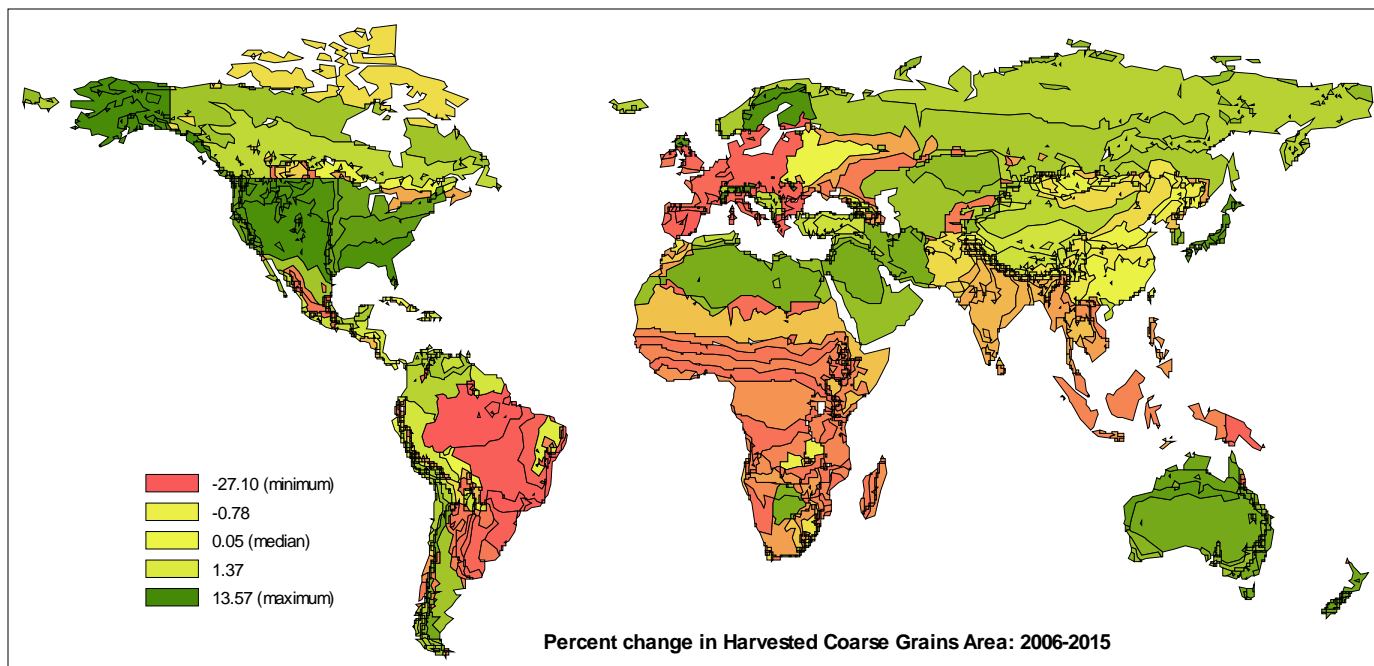 -27.10 (minimum)
-0.78
0.05 (median)
1.37
13.57 (maximum)
Percent change in Harvested Coarse Grains Area: 2006-2015